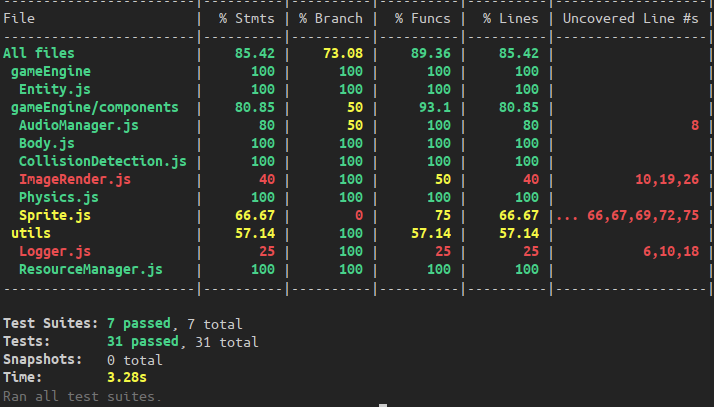 ------------------------|----------|----------|----------|----------|-------------------|
File                    |  % Stmts | % Branch |  % Funcs |  % Lines | Uncovered Line #s |
------------------------|----------|----------|----------|----------|-------------------|
All files               |    85.42 |    73.08 |    89.36 |    85.42 |                   |
 gameEngine             |      100 |      100 |      100 |      100 |                   |
  Entity.js             |      100 |      100 |      100 |      100 |                   |
 gameEngine/components  |    80.85 |       50 |     93.1 |    80.85 |                   |
  AudioManager.js       |       80 |       50 |      100 |       80 |                 8 |
  Body.js               |      100 |      100 |      100 |      100 |                   |
  CollisionDetection.js |      100 |      100 |      100 |      100 |                   |
  ImageRender.js        |       40 |      100 |       50 |       40 |          10,19,26 |
  Physics.js            |      100 |      100 |      100 |      100 |                   |
  Sprite.js             |    66.67 |        0 |       75 |    66.67 |... 66,67,69,72,75 |
 utils                  |    57.14 |      100 |    57.14 |    57.14 |                   |
  Logger.js             |       25 |      100 |       25 |       25 |           6,10,18 |
  ResourceManager.js    |      100 |      100 |      100 |      100 |                   |
------------------------|----------|----------|----------|----------|-------------------|
Test Suites: 7 passed, 7 total
Tests:       31 passed, 31 total
Snapshots:   0 total
Time:        3.28s
Ran all test suites.